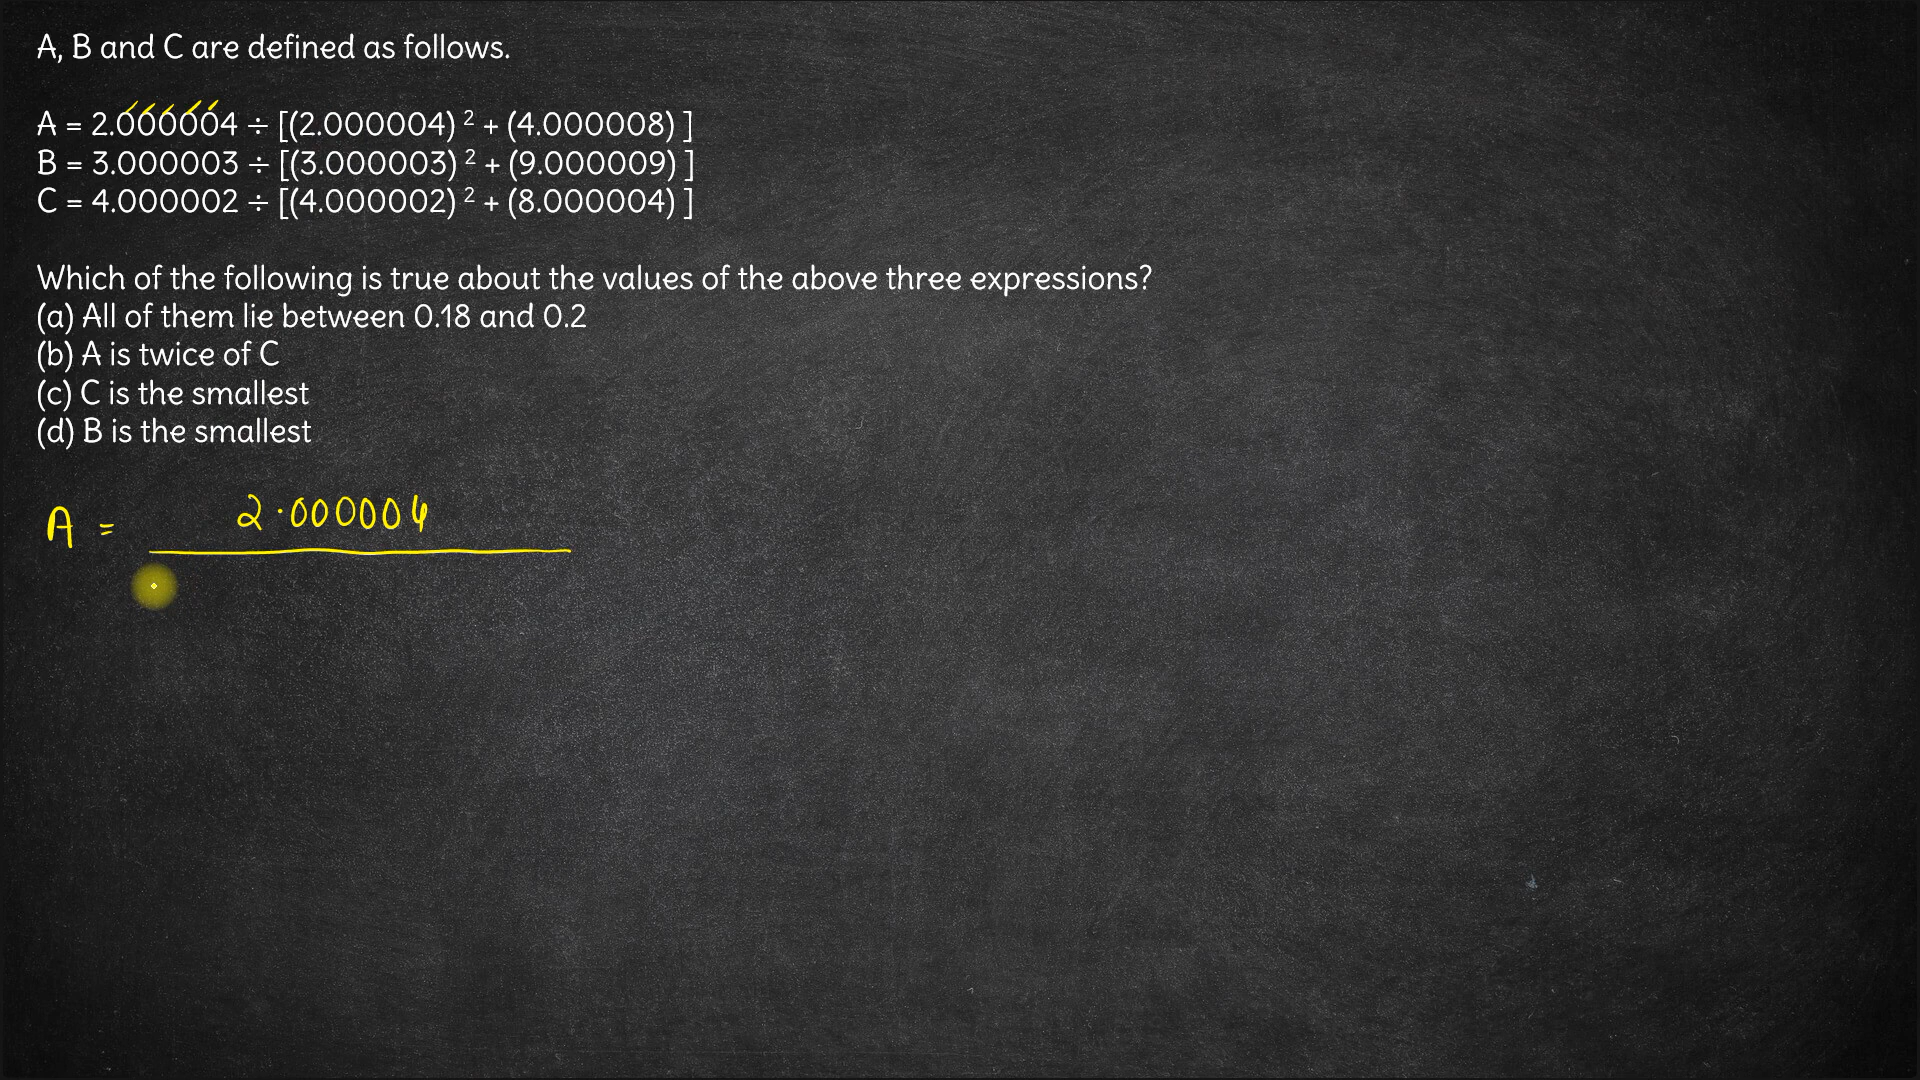 A, B and C are defined as follows.
A = 2.000004 ÷ [(2.000004) ² + (4.000008) ]
B = 3.000003 ÷ [(3.000003) ² + (9.000009) ]
C = 4.000002 ÷ [(4.000002) ² + (8.000004) ]
Which of the following is true about the values of the above three expressions?
(a) All of them lie between 0.18 and 0.2
(b) A is twice of C
(c) C is the smallest
(d) B is the smallest
A = 2.000004